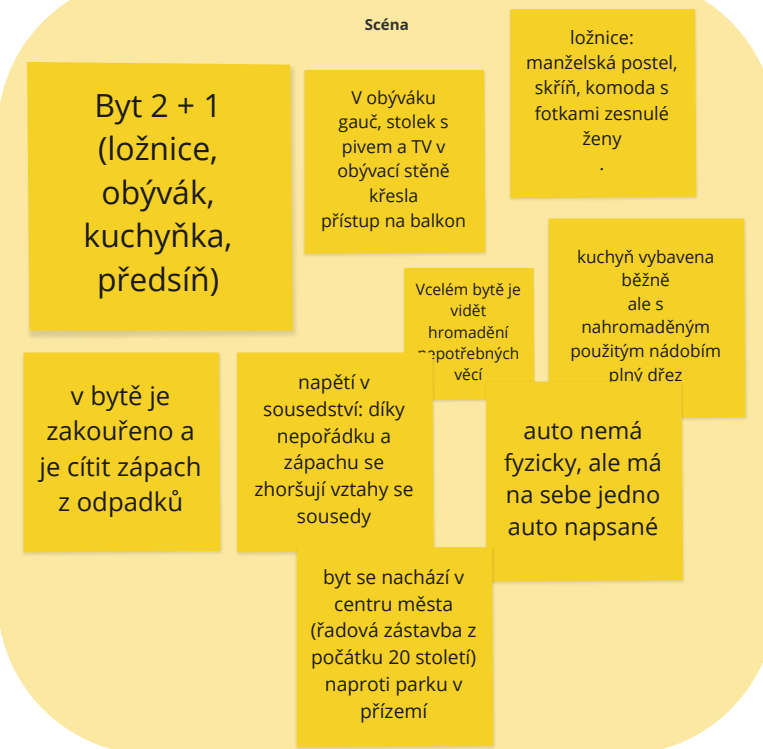 Scéna
Byt 2 + 1
(ložnice,
obývák,
kuchyňka,
předsíň)
V obýváku
gauč, stolek s
pivem a TV v
obývací stěně
křesla
přístup na balkon
ložnice:
manželská postel,
skříň, komoda s
fotkami zesnulé
ženy
.
Vcelém bytě je
vidět
hromadění
nepotřebných
věcí
kuchyň vybavena
běžně
ale s
nahromaděným
použitým nádobím
plný dřez
v bytě je
zakouřeno a
je cítit zápach
z odpadků
napětí v
sousedství: díky
nepořádku a
zápachu se
zhoršují vztahy se
sousedy
auto nemá
fyzicky, ale má
na sebe jedno
auto napsané
byt se nachází v
centru města
(řadová zástavba z
počátku 20 století)
naproti parku v
přízemí